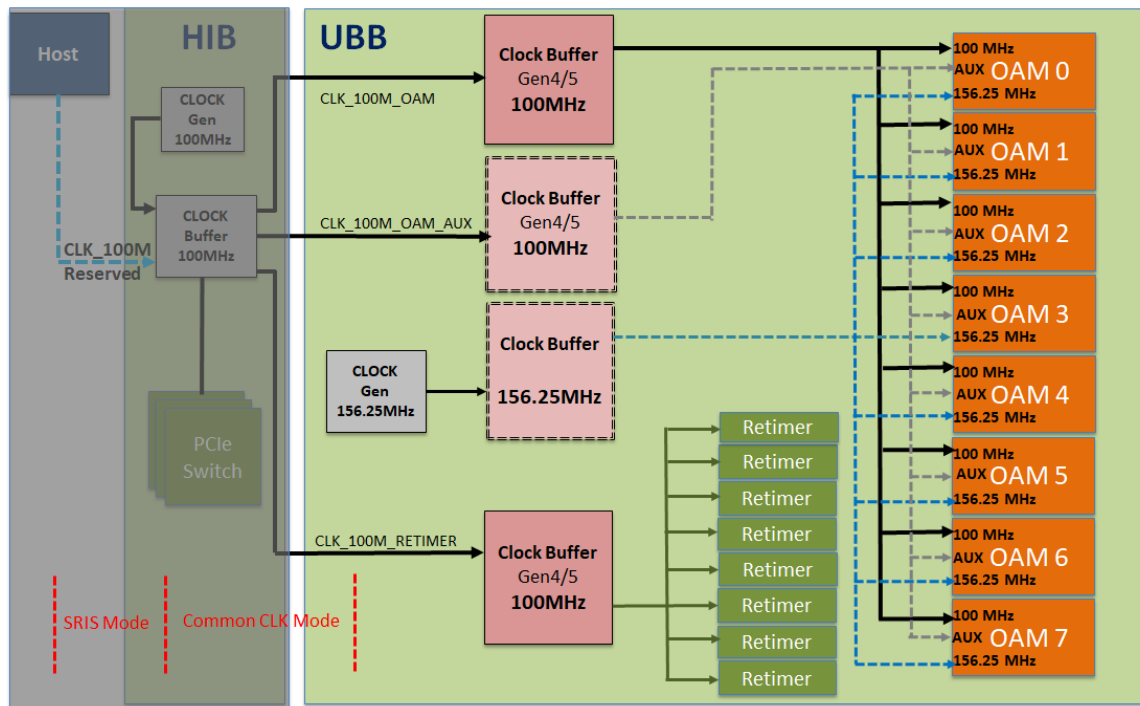 Host
HIB
CLOCK
Gen
100MHz
CLOCK
Buffer
100MHz
CLK_100M
Reserved
PCIe
Switch
SRIS Mode
Common CLK Mode
UBB
CLK_100M_OAM
CLK_100M_OAM_AUX
CLK_100M_RETIMER
Clock Buffer
Gen4/5
100MHz
Clock Buffer
Gen4/5
100MHz
CLOCK
Gen
156.25MHz
Clock Buffer
156.25MHz
Clock Buffer
Gen4/5
100MHz
Retimer
Retimer
Retimer
Retimer
Retimer
Retimer
Retimer
Retimer
100 MHz
AUX OAM 0
156.25 MHz
100 MHz
AUX OAM 1
156.25 MHz
100 MHz
AUX OAM 2
156.25 MHz
100 MHz
AUX OAM 3
156.25 MHz
100 MHz
AUX OAM 4
156.25 MHz
100 MHz
AUX OAM 5
156.25 MHz
100 MHz
AUX OAM 6
156.25 MHz
100 MHz
AUX OAM 7
156.25 MHz